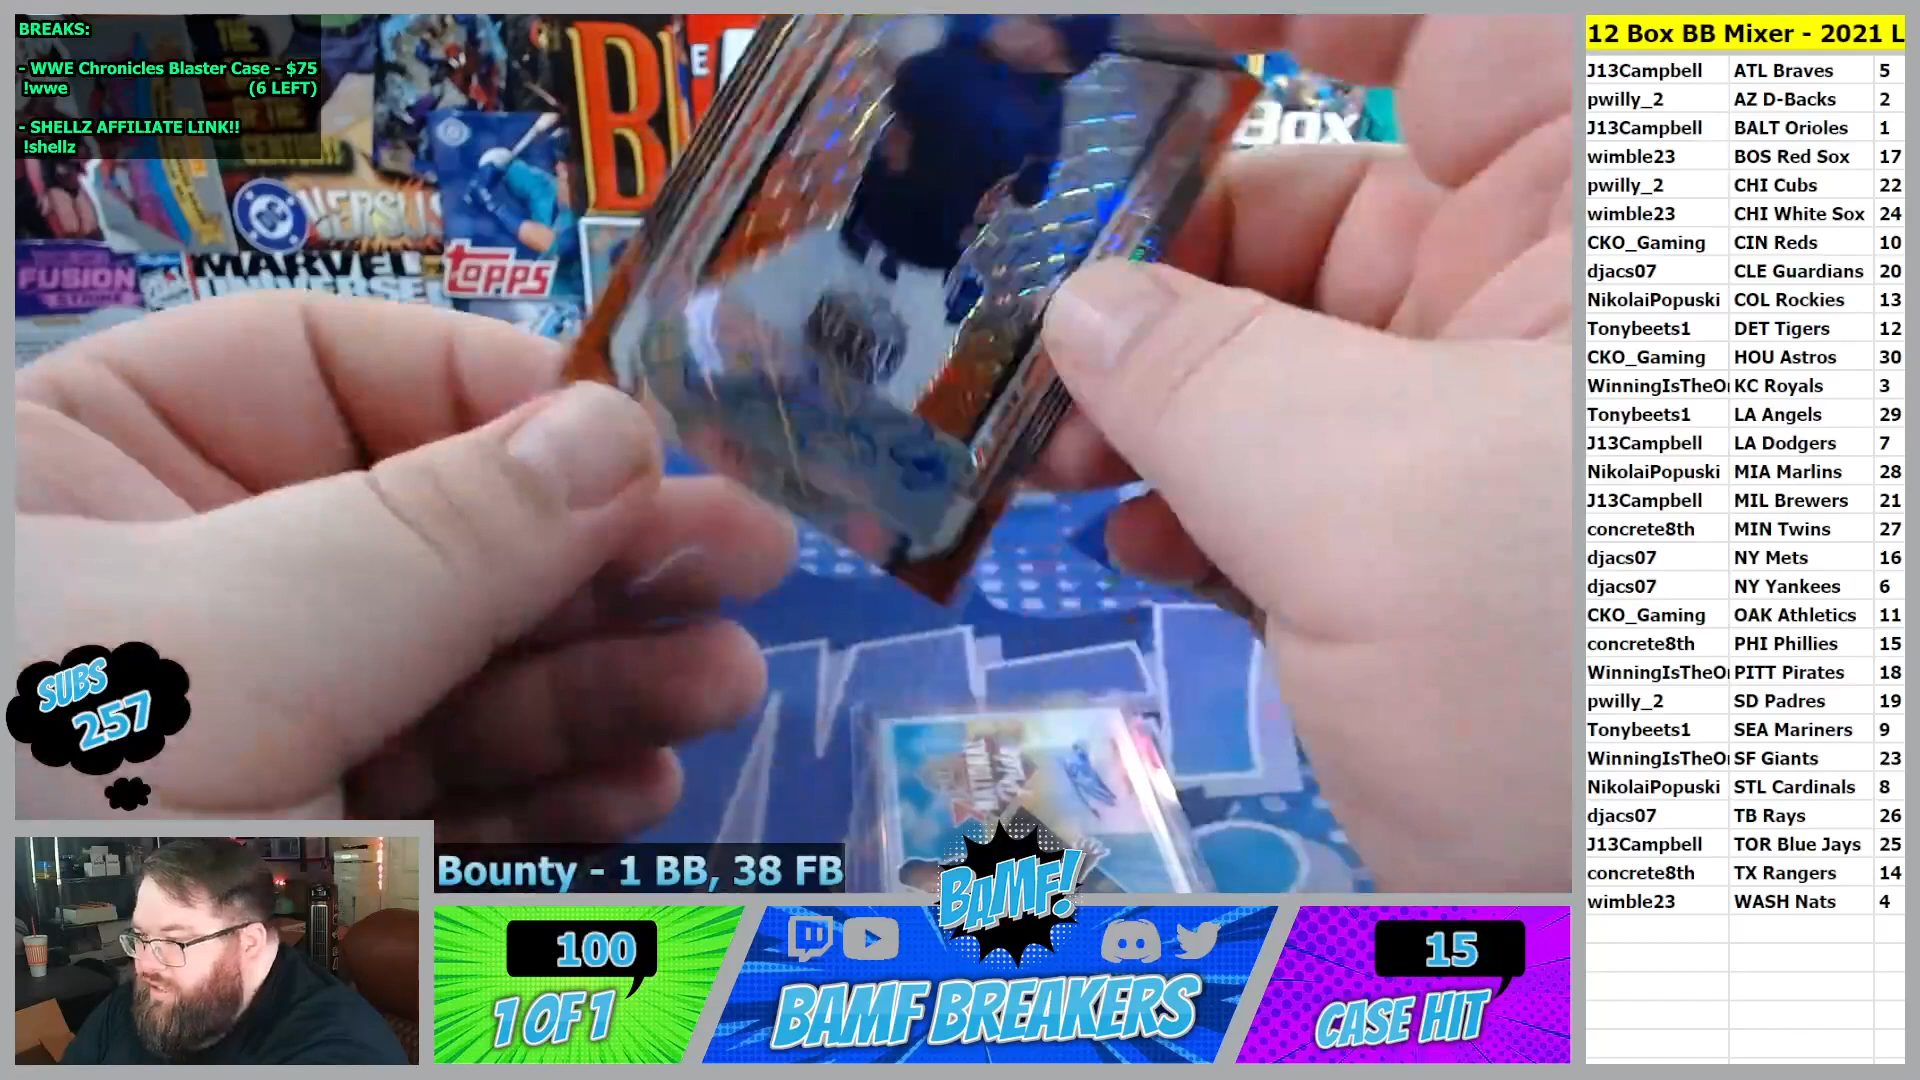 BREAKS:
- WWE Chronicles Blaster Case - $75
!wwe (6 LEFT)
- SHELLZ AFFILIATE LINK!!
!shellz
topps
FUSION
STRIKE
MARVEL
Box
NATIONAL
SUBS
257
Bounty - 1 BB, 38 FB
BAMF!
100
1 OF 1
BAMF BREAKERS
15
CASE HIT
12 Box BB Mixer - 2021 L
J13Campbell ATL Braves 5
pwilly_2 AZ D-Backs 2
J13Campbell BALT Orioles 1
wimble23 BOS Red Sox 17
pwilly_2 CHI Cubs 22
wimble23 CHI White Sox 24
CKO_Gaming CIN Reds 10
djacs07 CLE Guardians 20
NikolaiPopuski COL Rockies 13
Tonybeets1 DET Tigers 12
CKO_Gaming HOU Astros 30
WinningIsTheO KC Royals 3
Tonybeets1 LA Angels 29
J13Campbell LA Dodgers 7
NikolaiPopuski MIA Marlins 28
J13Campbell MIL Brewers 21
concrete8th MIN Twins 27
djacs07 NY Mets 16
djacs07 NY Yankees 6
CKO_Gaming OAK Athletics 11
concrete8th PHI Phillies 15
WinningIsTheO PITT Pirates 18
pwilly_2 SD Padres 19
Tonybeets1 SEA Mariners 9
WinningIsTheO SF Giants 23
NikolaiPopuski STL Cardinals 8
djacs07 TB Rays 26
J13Campbell TOR Blue Jays 25
concrete8th TX Rangers 14
wimble23 WASH Nats 4